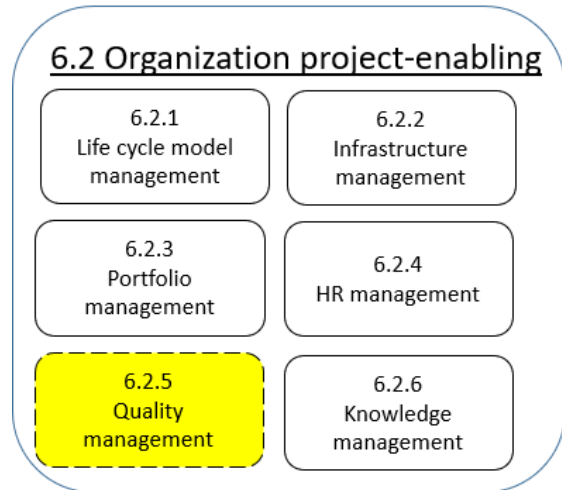 6.2 Organization project-enabling
6.2.1
Life cycle model
management
6.2.2
Infrastructure
management
6.2.3
Portfolio
management
6.2.4
HR management
6.2.5
Quality
management
6.2.6
Knowledge
management